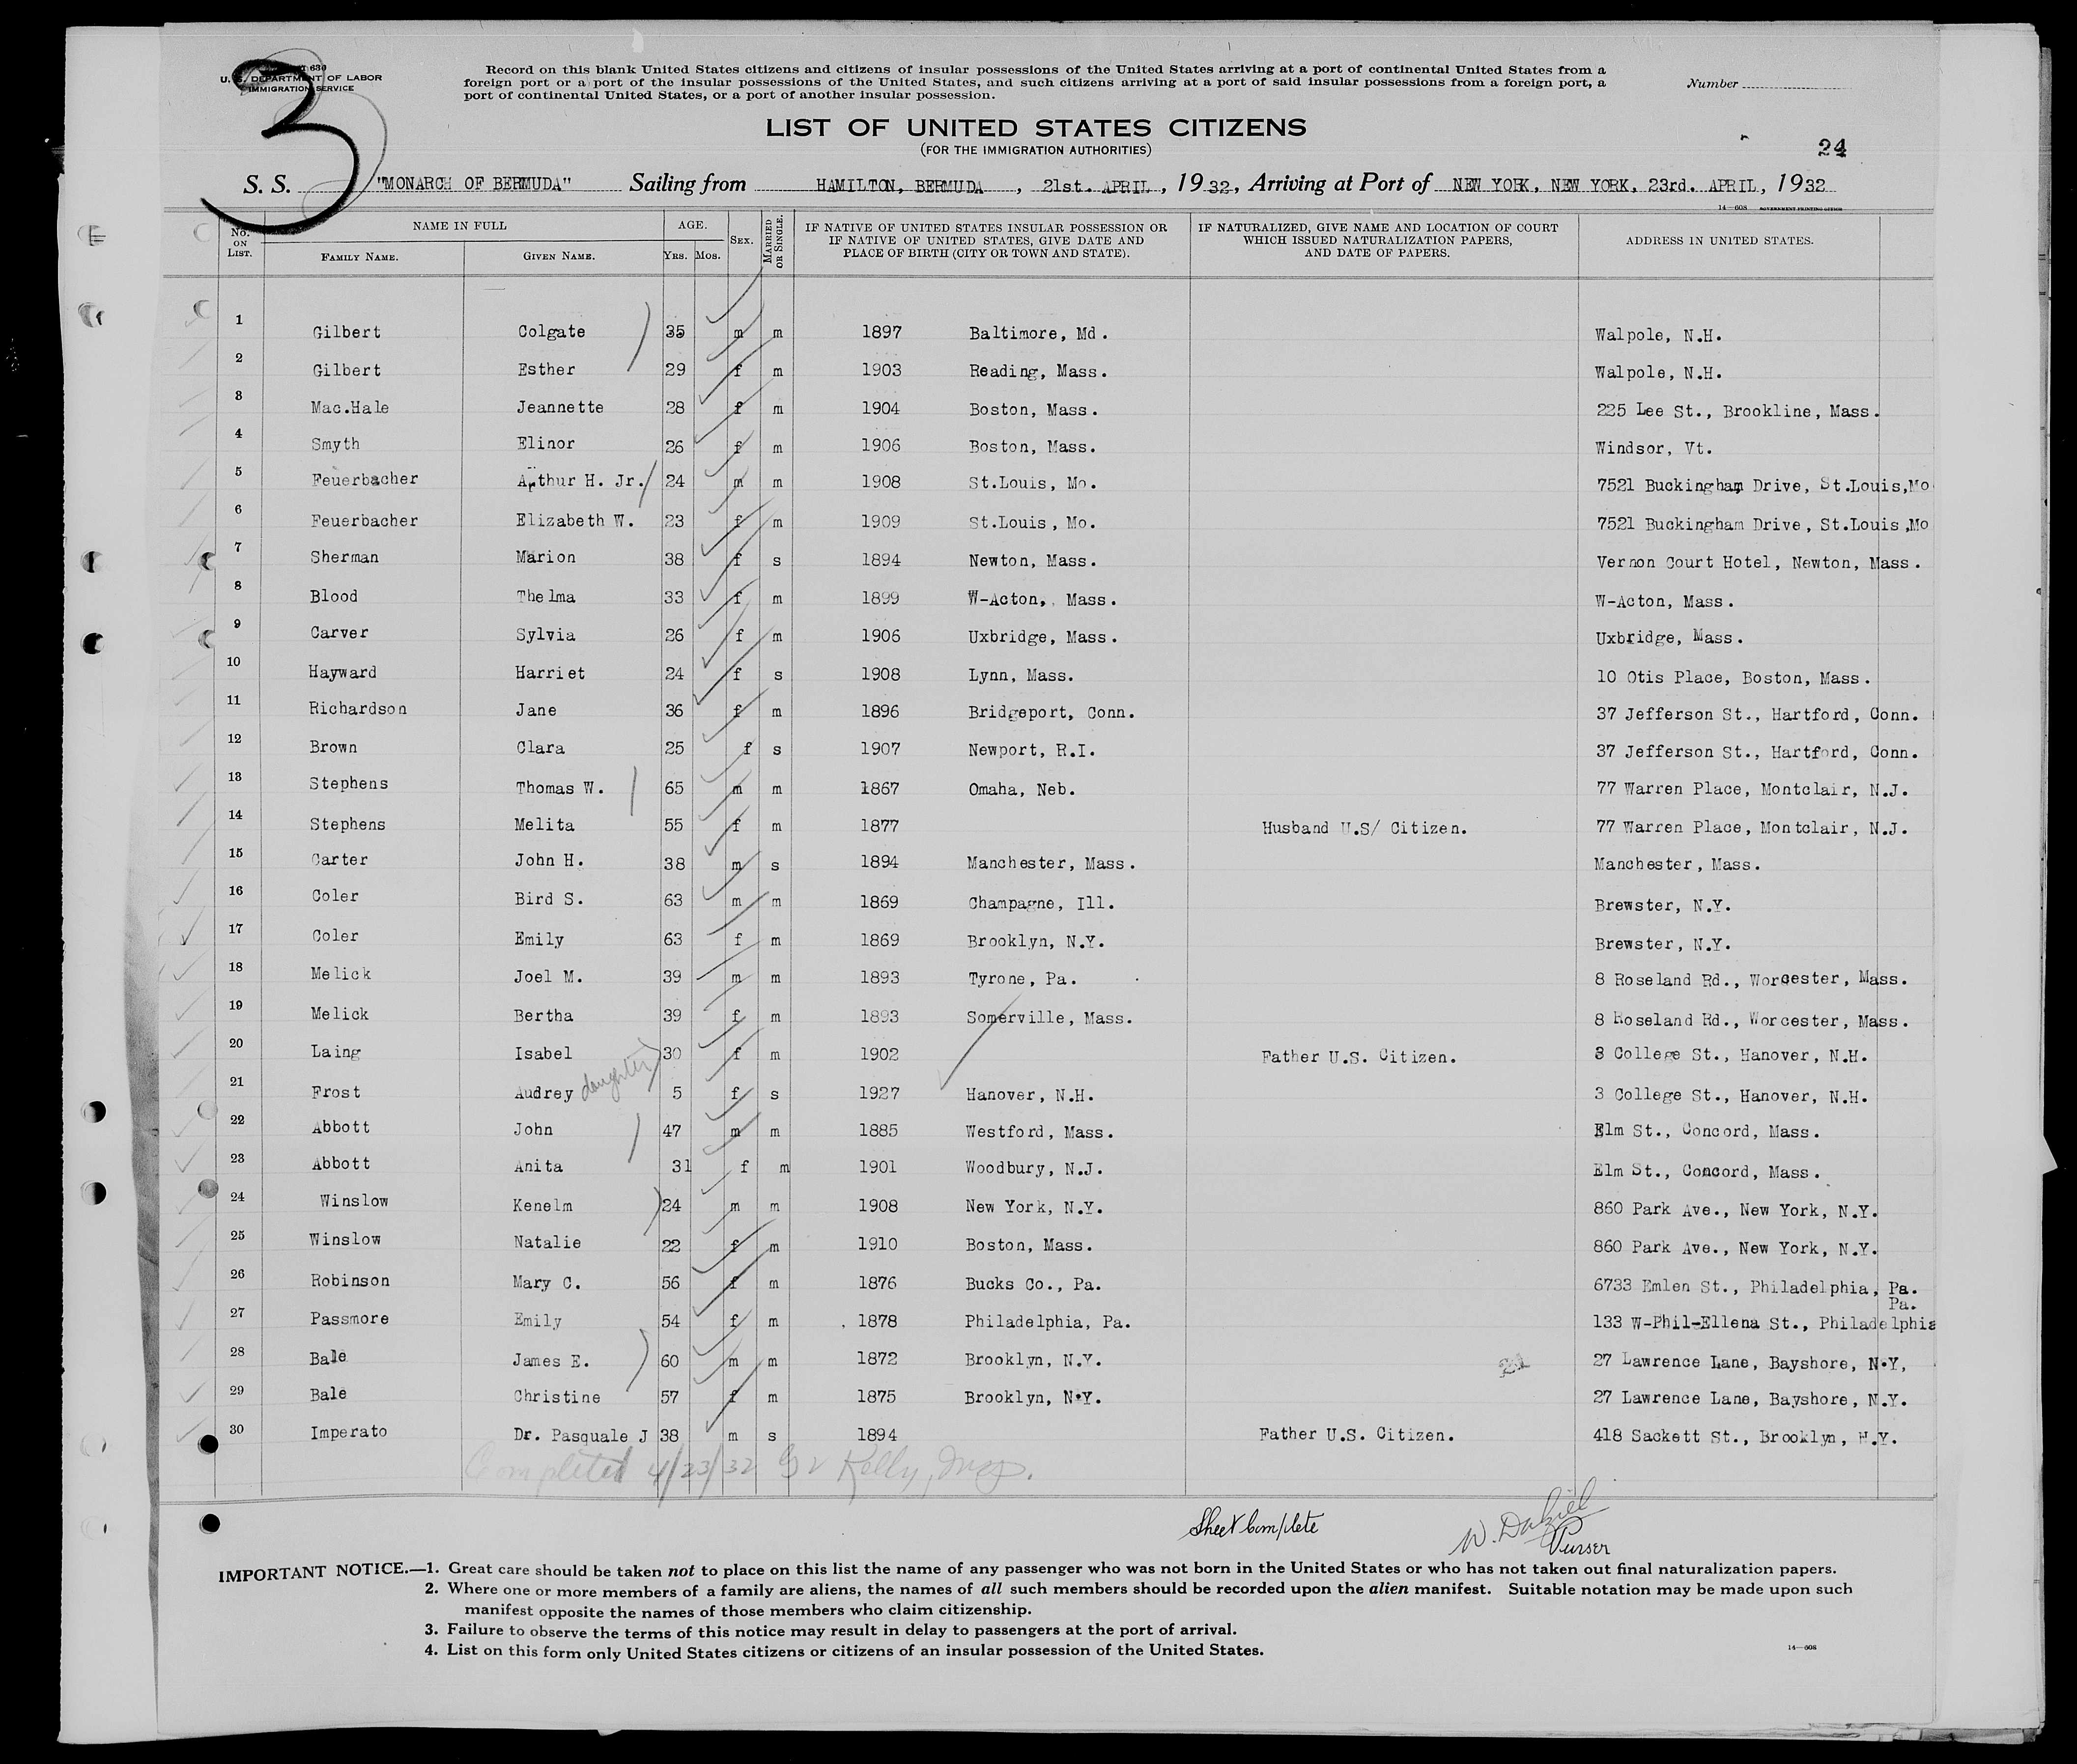 3
636
U. S. DEPARTMENT OF LABOR
IMMIGRATION SERVICE
Record on this blank United States citizens and citizens of insular possessions of the United States arriving at a port of continental United States from a
foreign port or a port of the insular possessions of the United States, and such citizens arriving at a port of said insular possessions from a foreign port, a
port of continental United States, or a port of another insular possession.
Number
LIST OF UNITED STATES CITIZENS
(FOR THE IMMIGRATION AUTHORITIES)
24
S. S. "MONARCH OF BERMUDA" Sailing from HAMILTON, BERMUDA, 21st. APRIL, 1932, Arriving at Port of NEW YORK, NEW YORK, 23rd. APRIL, 1932
14—608 GOVERNMENT PRINTING OFFICE
No. ON LIST. NAME IN FULL AGE. SEX. MARRIED OR SINGLE. IF NATIVE OF UNITED STATES INSULAR POSSESSION OR IF NATIVE OF UNITED STATES, GIVE DATE AND PLACE OF BIRTH (CITY OR TOWN AND STATE). IF NATURALIZED, GIVE NAME AND LOCATION OF COURT WHICH ISSUED NATURALIZATION PAPERS, AND DATE OF PAPERS. ADDRESS IN UNITED STATES.
FAMILY NAME. GIVEN NAME. YRS. MOS.
1 Gilbert Colgate 35 m m 1897 Baltimore, Md. Walpole, N.H.
2 Gilbert Esther 29 f m 1903 Reading, Mass. Walpole, N.H.
3 Mac.Hale Jeannette 28 f m 1904 Boston, Mass. 225 Lee St., Brookline, Mass.
4 Smyth Elinor 26 f m 1906 Boston, Mass. Windsor, Vt.
5 Feuerbacher Arthur H. Jr. 24 m m 1908 St.Louis, Mo. 7521 Buckingham Drive, St.Louis,Mo
6 Feuerbacher Elizabeth W. 23 f m 1909 St.Louis, Mo. 7521 Buckingham Drive, St.Louis,Mo
7 Sherman Marion 38 f s 1894 Newton, Mass. Vernon Court Hotel, Newton, Mass.
8 Blood Thelma 33 f m 1899 W-Acton, Mass. W-Acton, Mass.
9 Carver Sylvia 26 f m 1906 Uxbridge, Mass. Uxbridge, Mass.
10 Hayward Harriet 24 f s 1908 Lynn, Mass. 10 Otis Place, Boston, Mass.
11 Richardson Jane 36 f m 1896 Bridgeport, Conn. 37 Jefferson St., Hartford, Conn.
12 Brown Clara 25 f s 1907 Newport, R.I. 37 Jefferson St., Hartford, Conn.
13 Stephens Thomas W. 65 m m 1867 Omaha, Neb. 77 Warren Place, Montclair, N.J.
14 Stephens Melita 55 f m 1877 Husband U.S/ Citizen. 77 Warren Place, Montclair, N.J.
15 Carter John H. 38 m s 1894 Manchester, Mass. Manchester, Mass.
16 Coler Bird S. 63 m m 1869 Champagne, Ill. Brewster, N.Y.
17 Coler Emily 63 f m 1869 Brooklyn, N.Y. Brewster, N.Y.
18 Melick Joel M. 39 m m 1893 Tyrone, Pa. 8 Roseland Rd., Worcester, Mass.
19 Melick Bertha 39 f m 1893 Somerville, Mass. 8 Roseland Rd., Worcester, Mass.
20 Laing Isabel 30 f m 1902 Father U.S. Citizen. 3 College St., Hanover, N.H.
21 Frost Audrey daughter 5 f s 1927 Hanover, N.H. 3 College St., Hanover, N.H.
22 Abbott John 47 m m 1885 Westford, Mass. Elm St., Concord, Mass.
23 Abbott Anita 31 f m 1901 Woodbury, N.J. Elm St., Concord, Mass.
24 Winslow Kenelm 24 m m 1908 New York, N.Y. 860 Park Ave., New York, N.Y.
25 Winslow Natalie 22 f m 1910 Boston, Mass. 860 Park Ave., New York, N.Y.
26 Robinson Mary C. 56 f m 1876 Bucks Co., Pa. 6733 Emlen St., Philadelphia, Pa.
27 Passmore Emily 54 f m 1878 Philadelphia, Pa. 133 W-Phil-Ellena St., Philadelphia Pa.
28 Bale James E. 60 m m 1872 Brooklyn, N.Y. 27 Lawrence Lane, Bayshore, N.Y,
29 Bale Christine 57 f m 1875 Brooklyn, N.Y. 27 Lawrence Lane, Bayshore, N.Y.
30 Imperato Dr. Pasquale J 38 m s 1894 Father U.S. Citizen. 418 Sackett St., Brooklyn, N.Y.
Completed 4/23/32 Kelly, Insp.
Sheet Complete
W. Dalziel
Purser
IMPORTANT NOTICE.—1. Great care should be taken not to place on this list the name of any passenger who was not born in the United States or who has not taken out final naturalization papers.
2. Where one or more members of a family are aliens, the names of all such members should be recorded upon the alien manifest. Suitable notation may be made upon such
manifest opposite the names of those members who claim citizenship.
3. Failure to observe the terms of this notice may result in delay to passengers at the port of arrival.
4. List on this form only United States citizens or citizens of an insular possession of the United States.
14—608